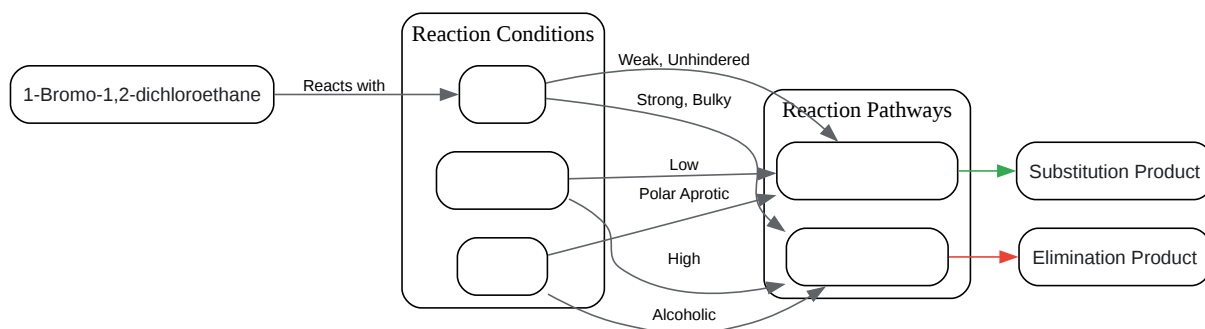 Reaction Conditions
Weak, Unhindered
1-Bromo-1,2-dichloroethane
Reacts with
Strong, Bulky
Reaction Pathways
Low
Substitution Product
Polar Aprotic
High
Elimination Product
Alcoholic